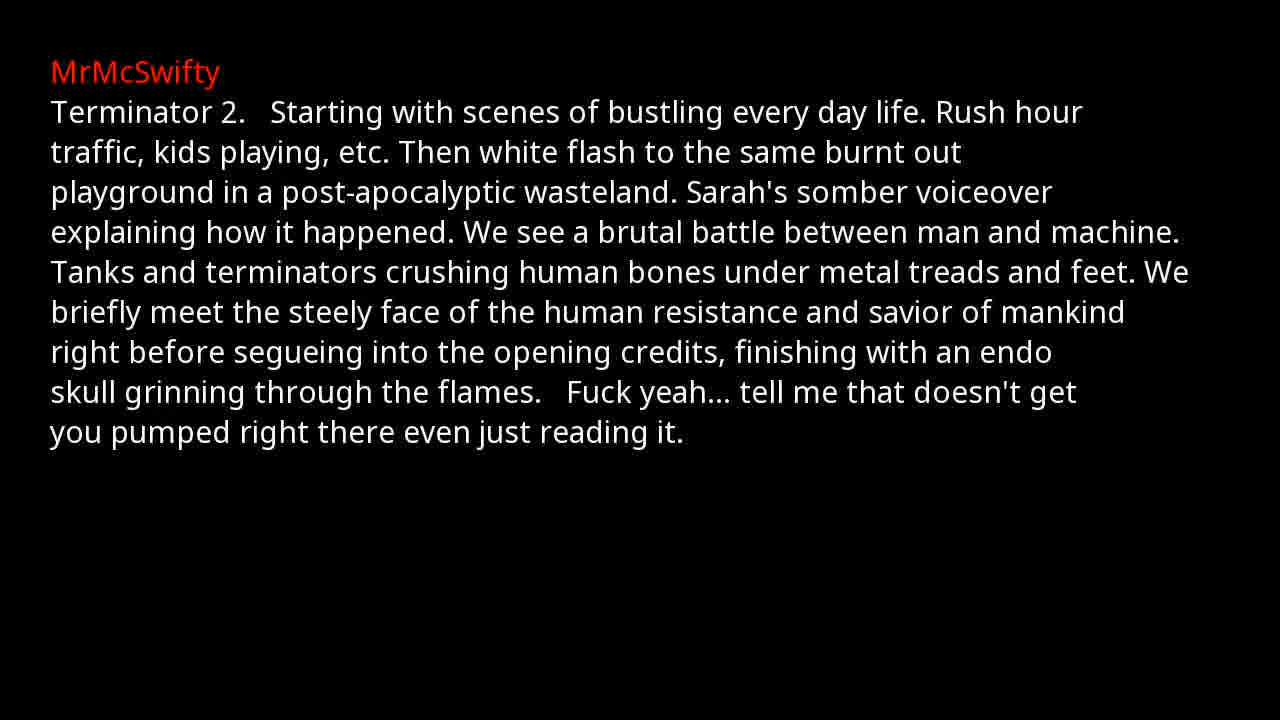 MrMcSwifty
Terminator 2.   Starting with scenes of bustling every day life. Rush hour
traffic, kids playing, etc. Then white flash to the same burnt out
playground in a post-apocalyptic wasteland. Sarah's somber voiceover
explaining how it happened. We see a brutal battle between man and machine.
Tanks and terminators crushing human bones under metal treads and feet. We
briefly meet the steely face of the human resistance and savior of mankind
right before segueing into the opening credits, finishing with an endo
skull grinning through the flames.   Fuck yeah... tell me that doesn't get
you pumped right there even just reading it.